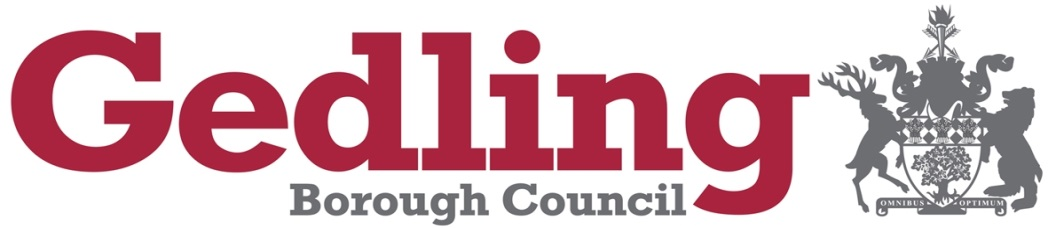 Gedling
Borough Council
OMNIBUS OPTIMUM